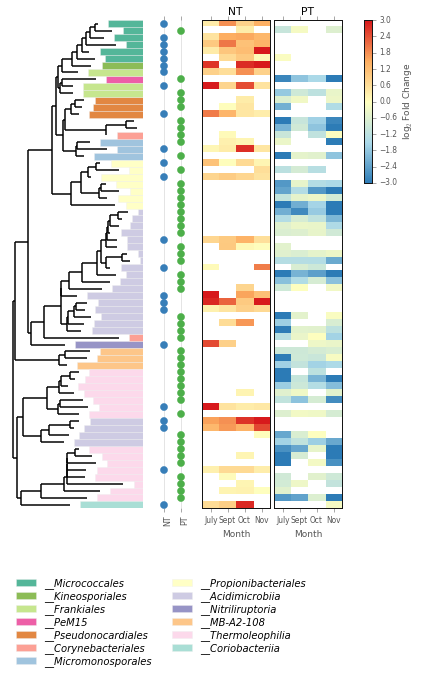 NT PT
3.0
2.4
1.8
1.2
0.6
0.0
−0.6
−1.2
−1.8
−2.4
−3.0
log2 Fold Change
NT PT
July Sept Oct Nov July Sept Oct Nov
Month Month
__Micrococcales
__Kineosporiales
__Frankiales
__PeM15
__Pseudonocardiales
__Corynebacteriales
__Micromonosporales
__Propionibacteriales
__Acidimicrobiia
__Nitriliruptoria
__MB-A2-108
__Thermoleophilia
__Coriobacteriia